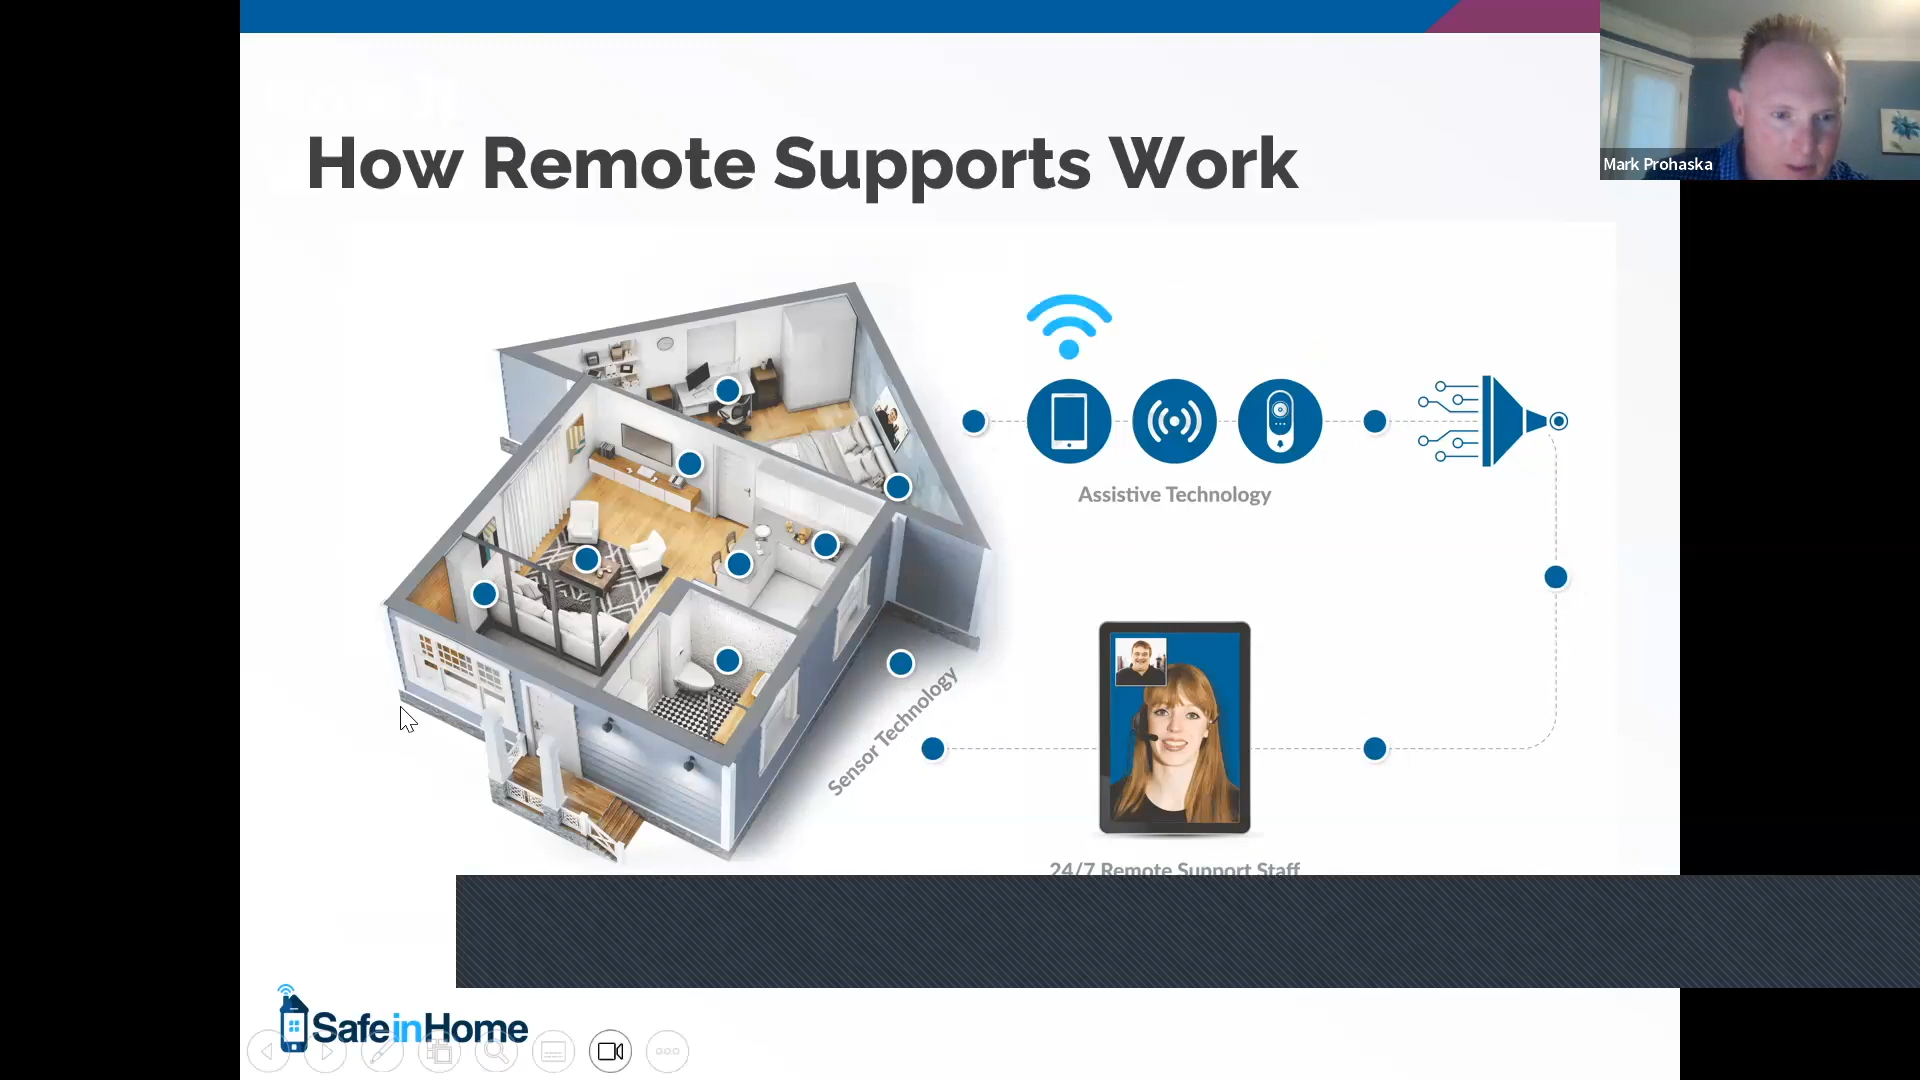 How Remote Supports Work
Mark Prohaska
Assistive Technology
Sensor Technology
24/7 Remote Support Staff
SafeinHome